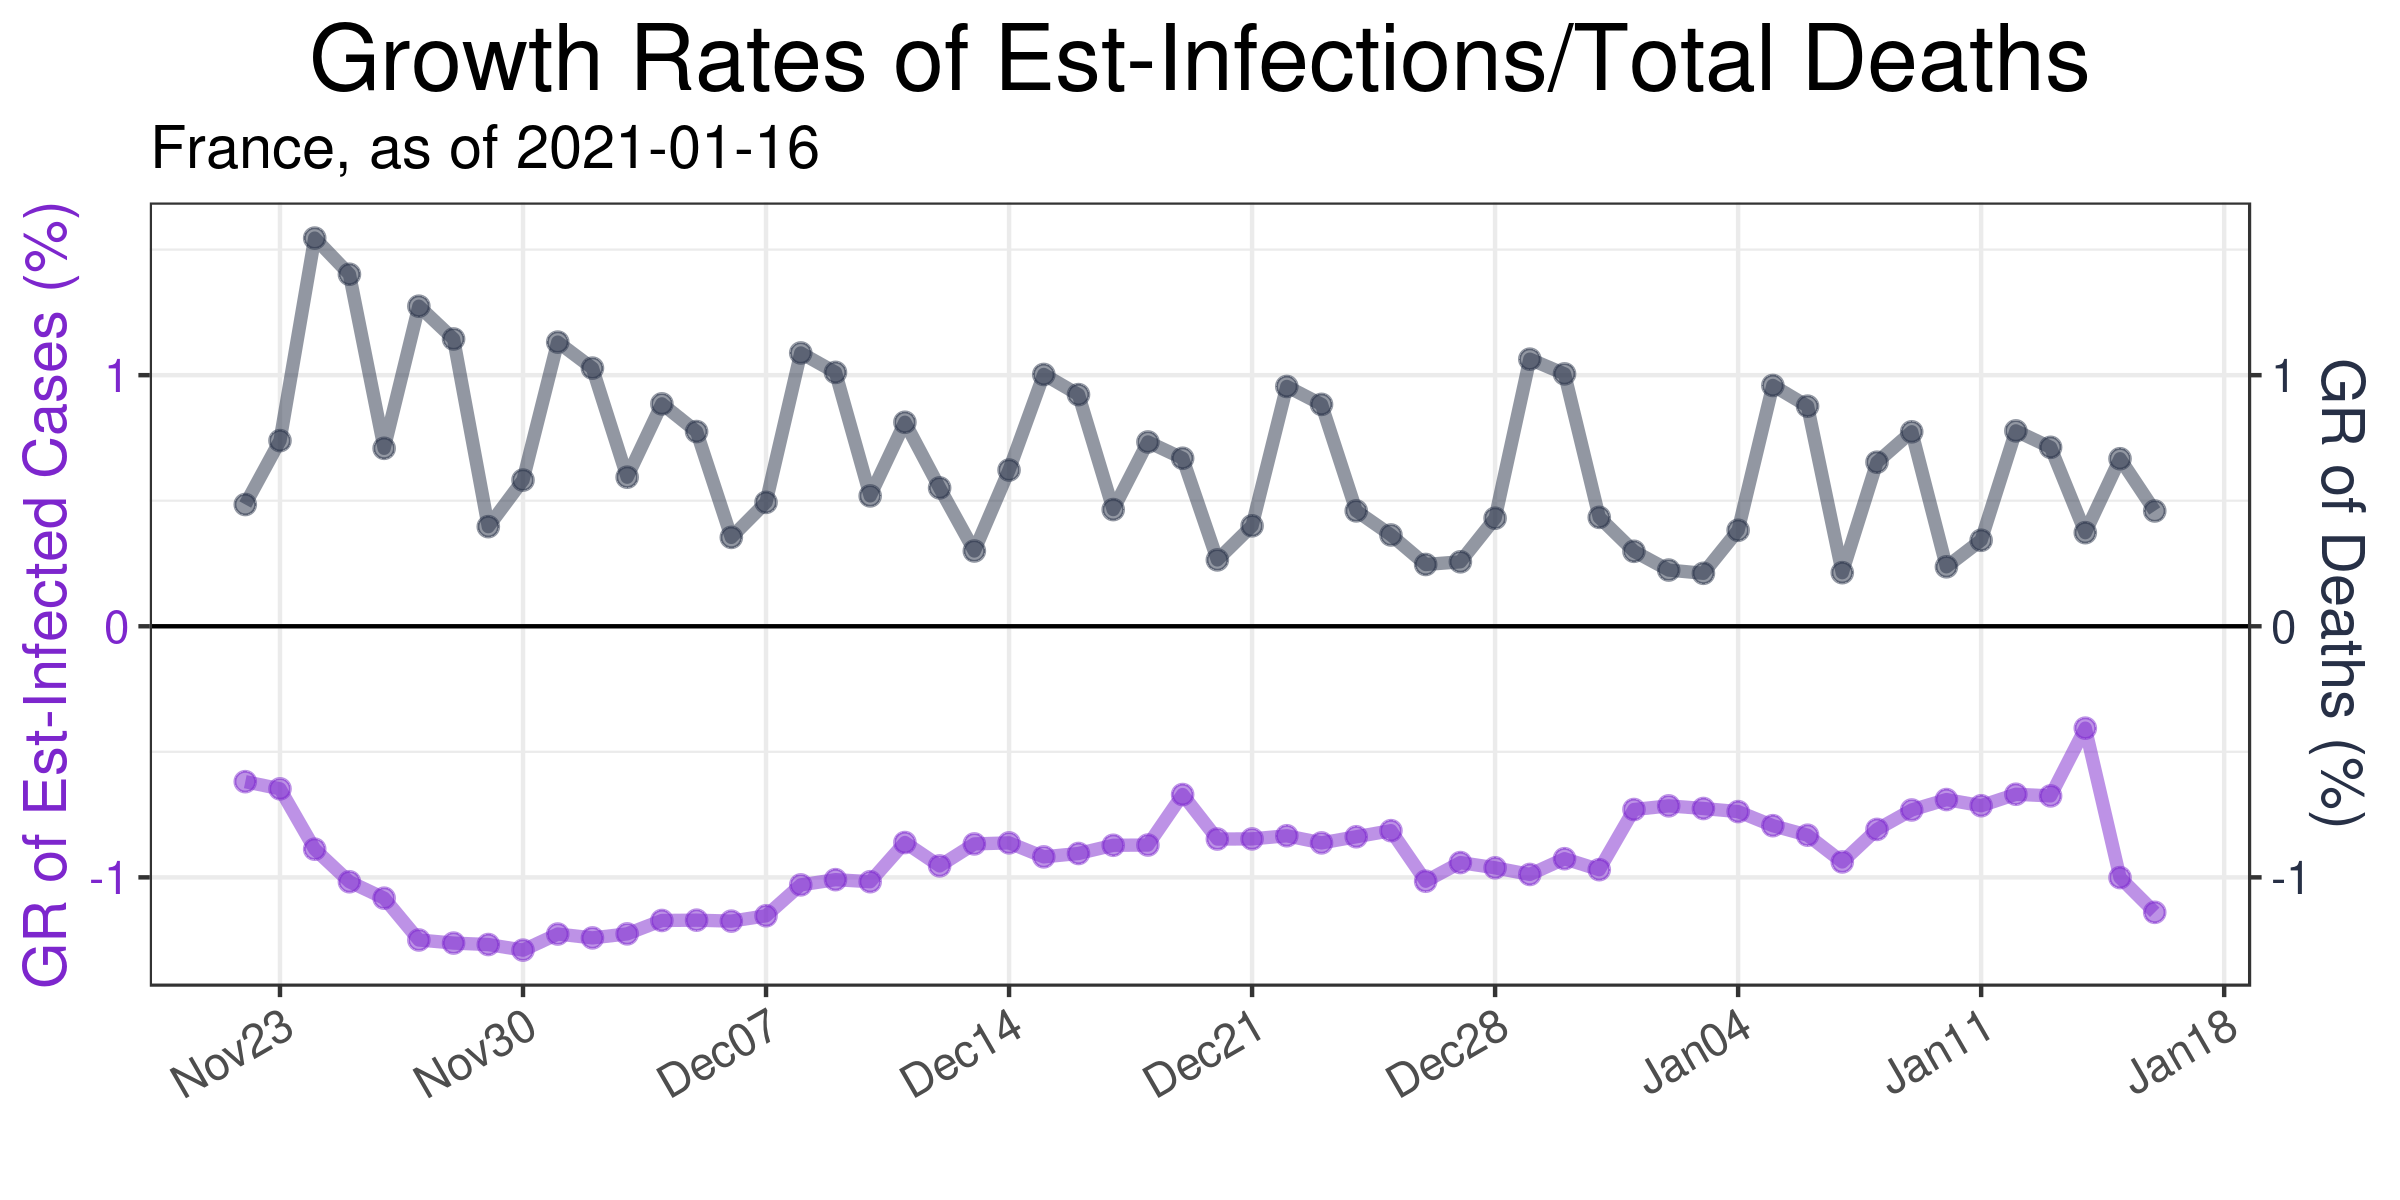 Growth Rates of Est-Infections/Total Deaths
France, as of 2021-01-16
GR of Est-Infected Cases (%)
1
0
-1
1
0
-1
GR of Deaths (%)
Nov23
Nov30
Dec07
Dec14
Dec21
Dec28
Jan04
Jan11
Jan18